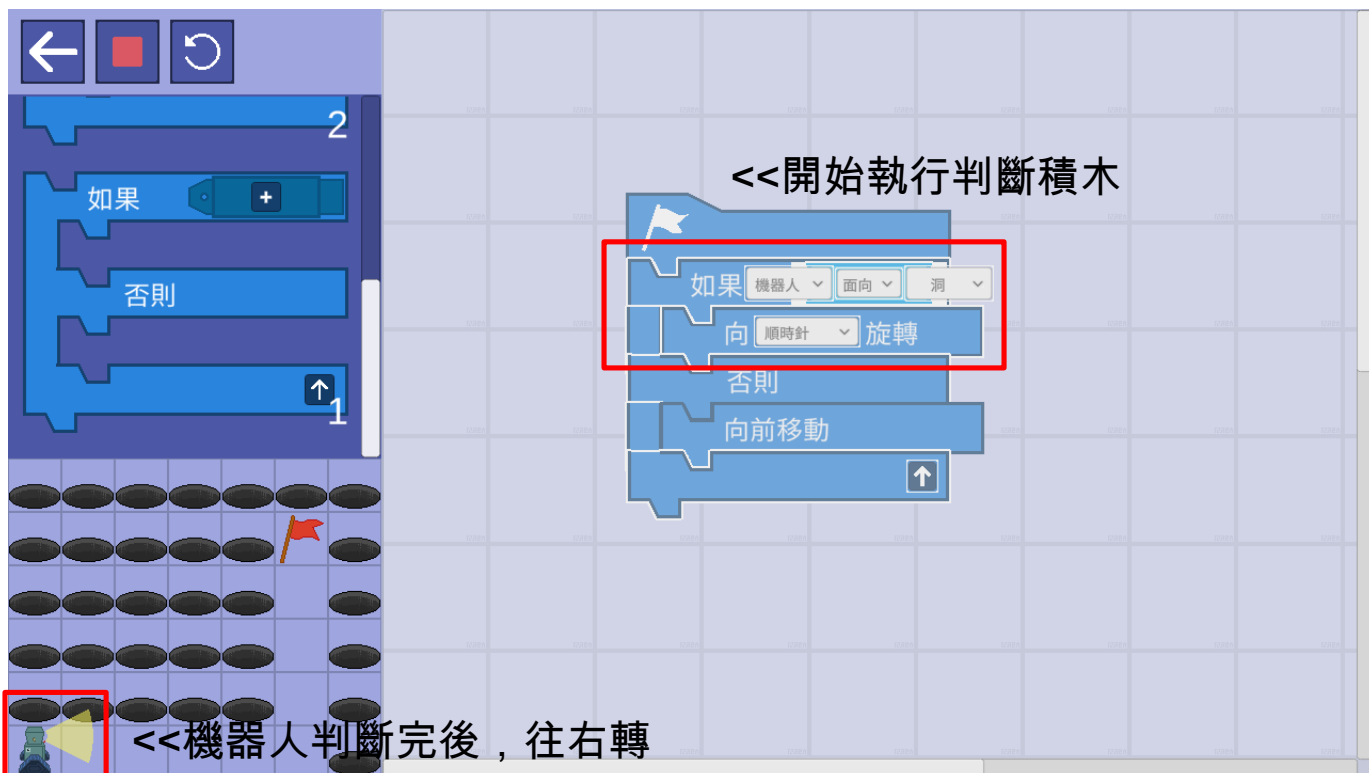 2
<<開始執行判斷積木
如果 +
如果 機器人 面向 洞
否則
向 順時針 旋轉
否則
1
向前移動
<<機器人判斷完後，往右轉